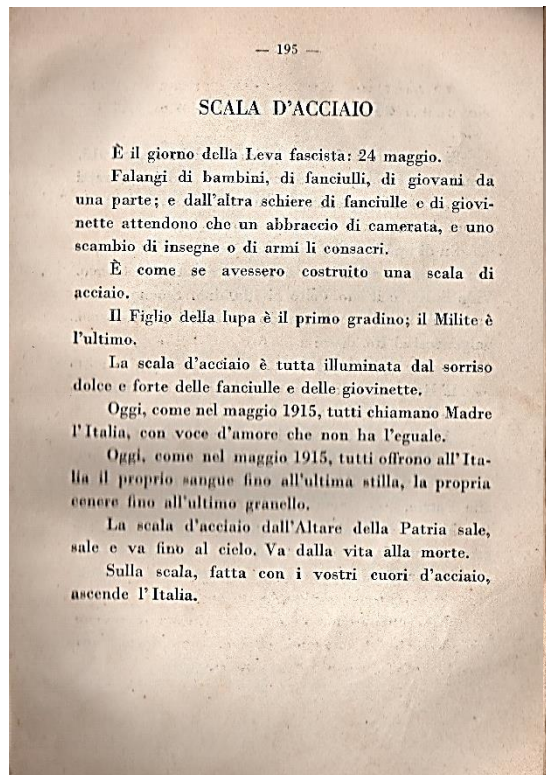 — 195 —
SCALA D'ACCIAIO
È il giorno della Leva fascista: 24 maggio.
Falangi di bambini, di fanciulli, di giovani da
una parte; e dall'altra schiere di fanciulle e di giovi-
nette attendono che un abbraccio di camerata, e uno
scambio di insegne o di armi li consacri.
È come se avessero costruito una scala di
acciaio.
Il Figlio della lupa è il primo gradino; il Milite è
l'ultimo.
La scala d'acciaio è tutta illuminata dal sorriso
dolce e forte delle fanciulle e delle giovinette.
Oggi, come nel maggio 1915, tutti chiamano Madre
l'Italia, con voce d'amore che non ha l'eguale.
Oggi, come nel maggio 1915, tutti offrono all'Ita-
lia il proprio sangue fino all'ultima stilla, la propria
cenere fino all'ultimo granello.
La scala d'acciaio dall'Altare della Patria sale,
sale e va fino al cielo. Va dalla vita alla morte.
Sulla scala, fatta con i vostri cuori d'acciaio,
ascende l'Italia.